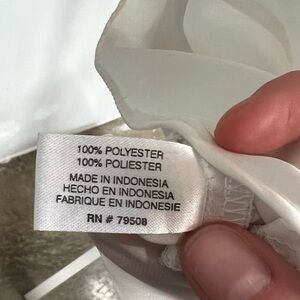 100% POLYESTER
100% POLIESTER
MADE IN INDONESIA
HECHO EN INDONESIA
FABRIQUE EN INDONESIE
RN # 79508